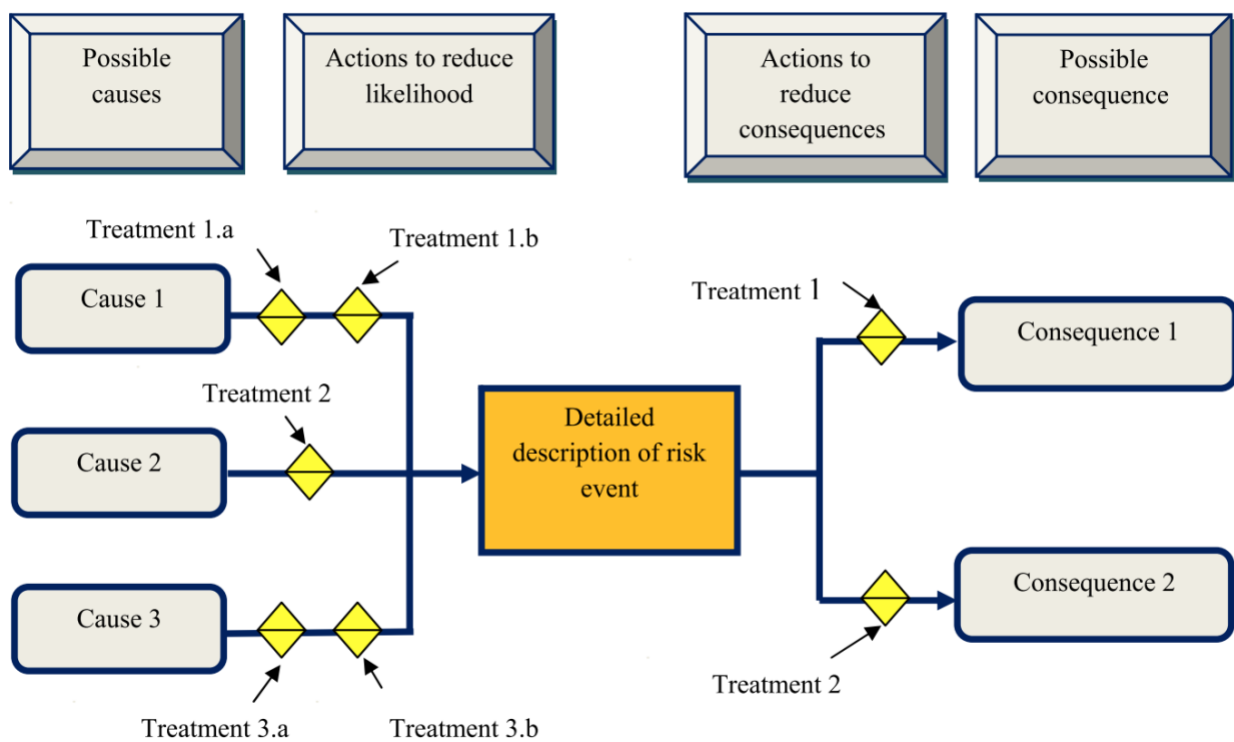 Possible
causes
Actions to reduce
likelihood
Actions to
reduce
consequences
Possible
consequence
Treatment 1.a
Treatment 1.b
Cause 1
Treatment 2
Cause 2
Cause 3
Treatment 3.a
Treatment 3.b
Detailed
description of risk
event
Treatment 1
Consequence 1
Consequence 2
Treatment 2